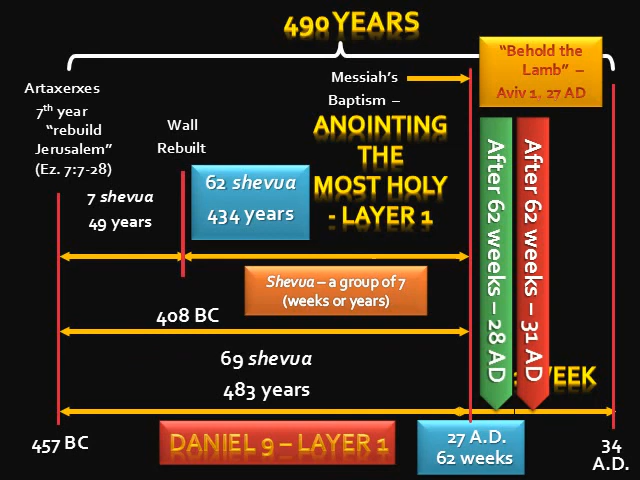 490 YEARS
"Behold the
Lamb" –
Aviv 1, 27 AD
Messiah's
Baptism –
ANOINTING
THE
MOST HOLY
- LAYER 1
Artaxerxes
7th year
"rebuild
Jerusalem"
(Ez. 7:7-28)
Wall
Rebuilt
7 shevua
49 years
62 shevua
434 years
After 62 weeks – 28 AD
After 62 weeks – 31 AD
Shevua – a group of 7
(weeks or years)
408 BC
69 shevua
483 years
WEEK
457 BC
DANIEL 9 – LAYER 1
27 A.D.
62 weeks
34
A.D.